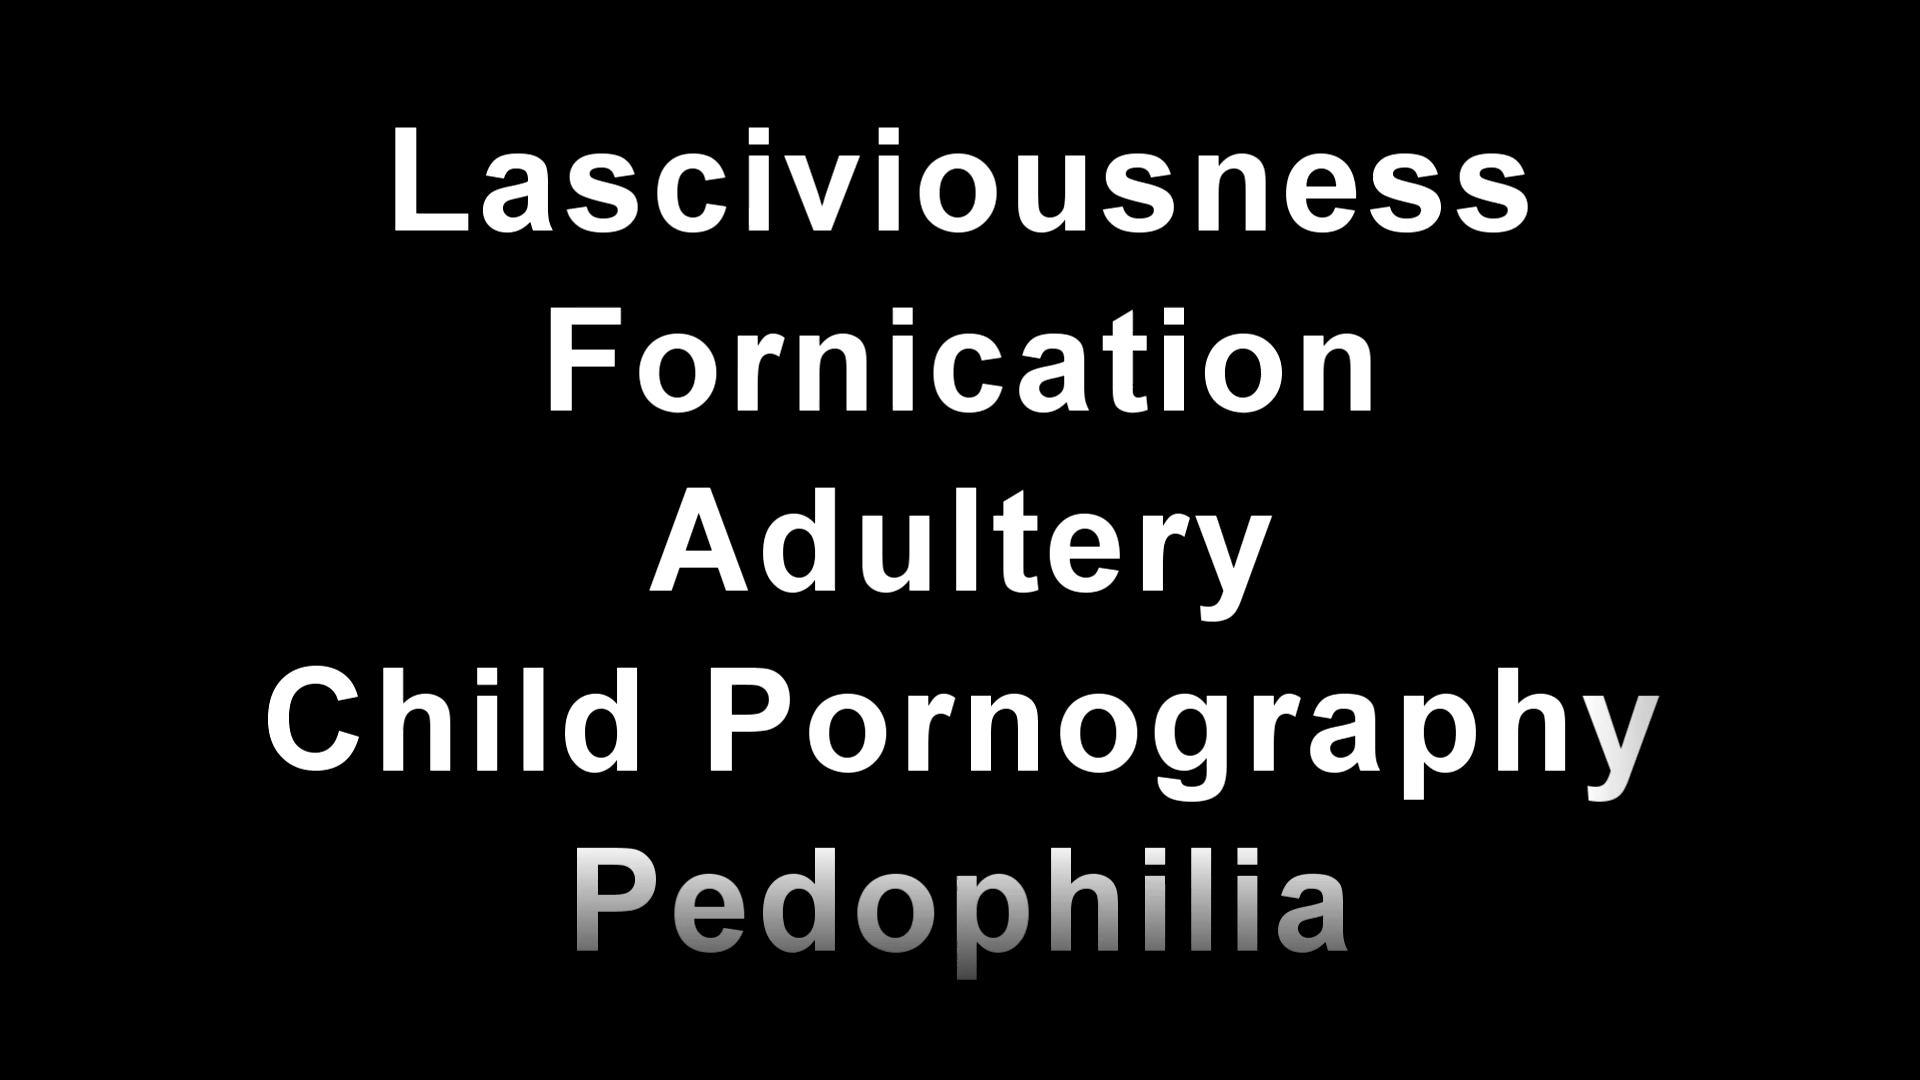 Lasciviousness
Fornication
Adultery
Child Pornography
Pedophilia